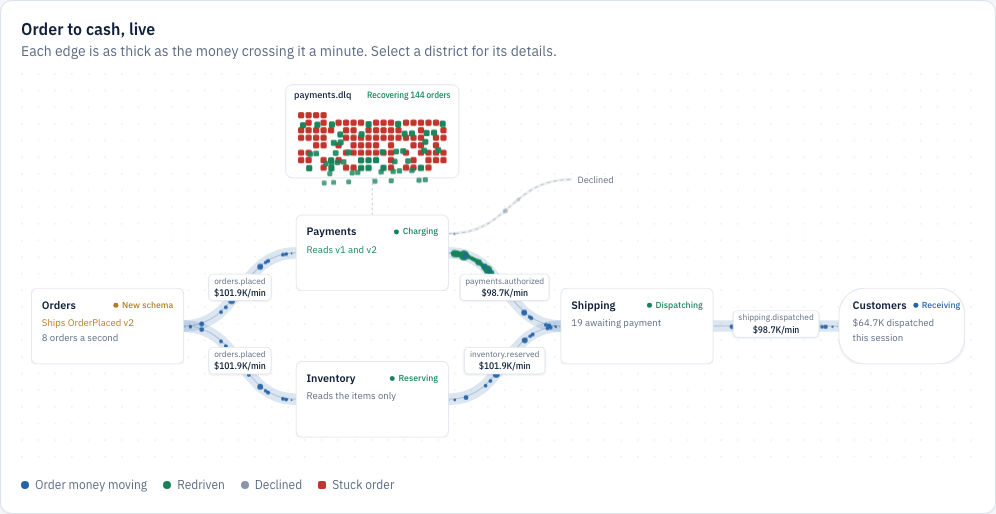 Order to cash, live
Each edge is as thick as the money crossing it a minute. Select a district for its details.
payments.dlq
Recovering 144 orders
Declined
Payments
Charging
Reads v1 and v2
orders.placed
$101.9K/min
payments.authorized
$98.7K/min
Orders
New schema
Ships OrderPlaced v2
8 orders a second
Shipping
Dispatching
19 awaiting payment
shipping.dispatched
$98.7K/min
Customers
Receiving
$64.7K dispatched
this session
orders.placed
$101.9K/min
inventory.reserved
$101.9K/min
Inventory
Reserving
Reads the items only
Order money moving
Redriven
Declined
Stuck order